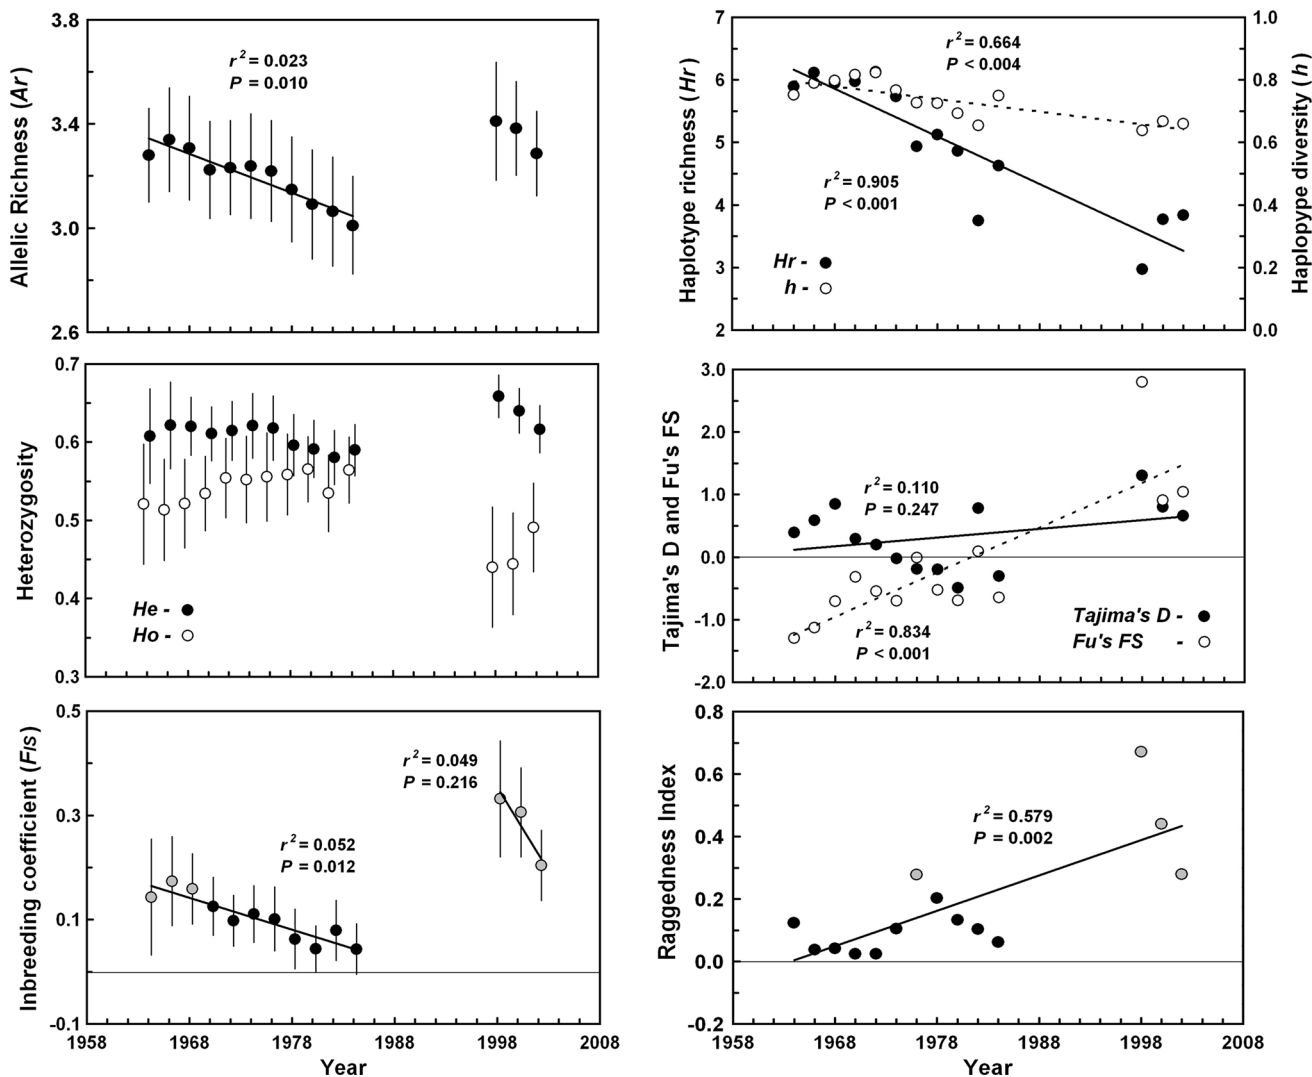 3.8
3.4
3.0
2.6
Allelic Richness (Ar)
r² = 0.023
P = 0.010
7
6
5
4
3
2
Haplotype richness (Hr)
1.0
0.8
0.6
0.4
0.2
0.0
Haplopype diversity (h)
r² = 0.664
P < 0.004
r² = 0.905
P < 0.001
Hr -
h -
0.7
0.6
0.5
0.4
0.3
Heterozygosity
He -
Ho -
3.0
2.0
1.0
0.0
-1.0
-2.0
Tajima's D and Fu's FS
r² = 0.110
P = 0.247
r² = 0.834
P < 0.001
Tajima's D -
Fu's FS -
0.5
0.3
0.1
-0.1
Inbreeding coefficient (FIS)
r² = 0.049
P = 0.216
r² = 0.052
P = 0.012
1958 1968 1978 1988 1998 2008
Year
0.8
0.6
0.4
0.2
0.0
-0.2
Raggedness Index
r² = 0.579
P = 0.002
1958 1968 1978 1988 1998 2008
Year